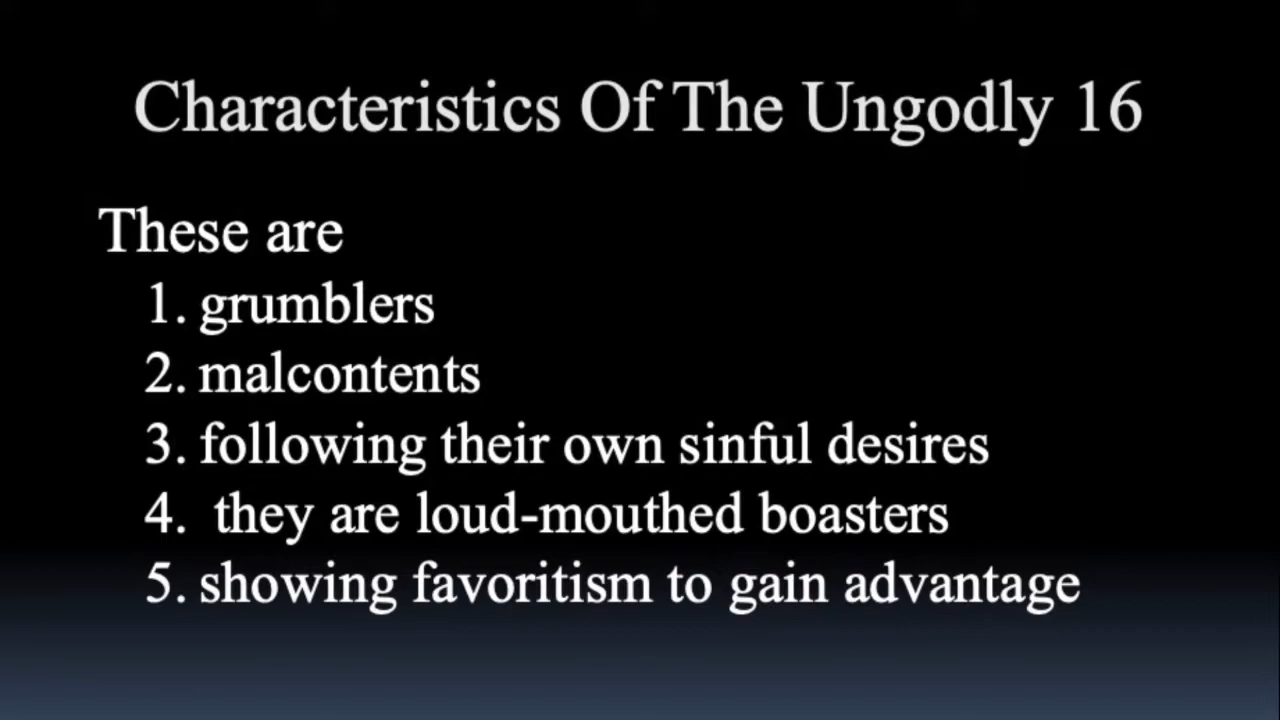 Characteristics Of The Ungodly 16
These are
1. grumblers
2. malcontents
3. following their own sinful desires
4.  they are loud-mouthed boasters
5. showing favoritism to gain advantage